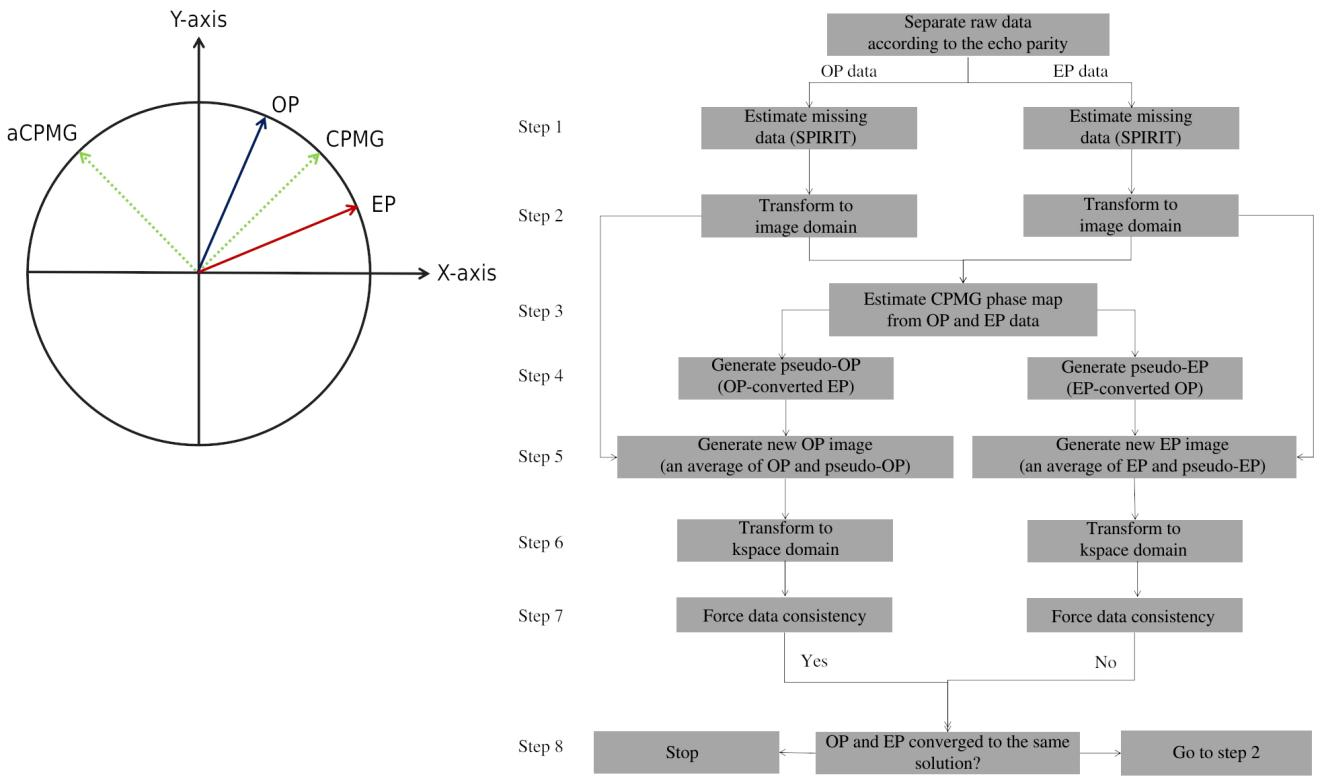 Y-axis
OP
aCPMG
CPMG
EP
X-axis
Separate raw data
according to the echo parity
OP data
EP data
Step 1
Estimate missing
data (SPIRIT)
Estimate missing
data (SPIRIT)
Step 2
Transform to
image domain
Transform to
image domain
Step 3
Estimate CPMG phase map
from OP and EP data
Step 4
Generate pseudo-OP
(OP-converted EP)
Generate pseudo-EP
(EP-converted OP)
Step 5
Generate new OP image
(an average of OP and pseudo-OP)
Generate new EP image
(an average of EP and pseudo-EP)
Step 6
Transform to
kspace domain
Transform to
kspace domain
Step 7
Force data consistency
Force data consistency
Yes
No
Step 8
Stop
OP and EP converged to the same
solution?
Go to step 2